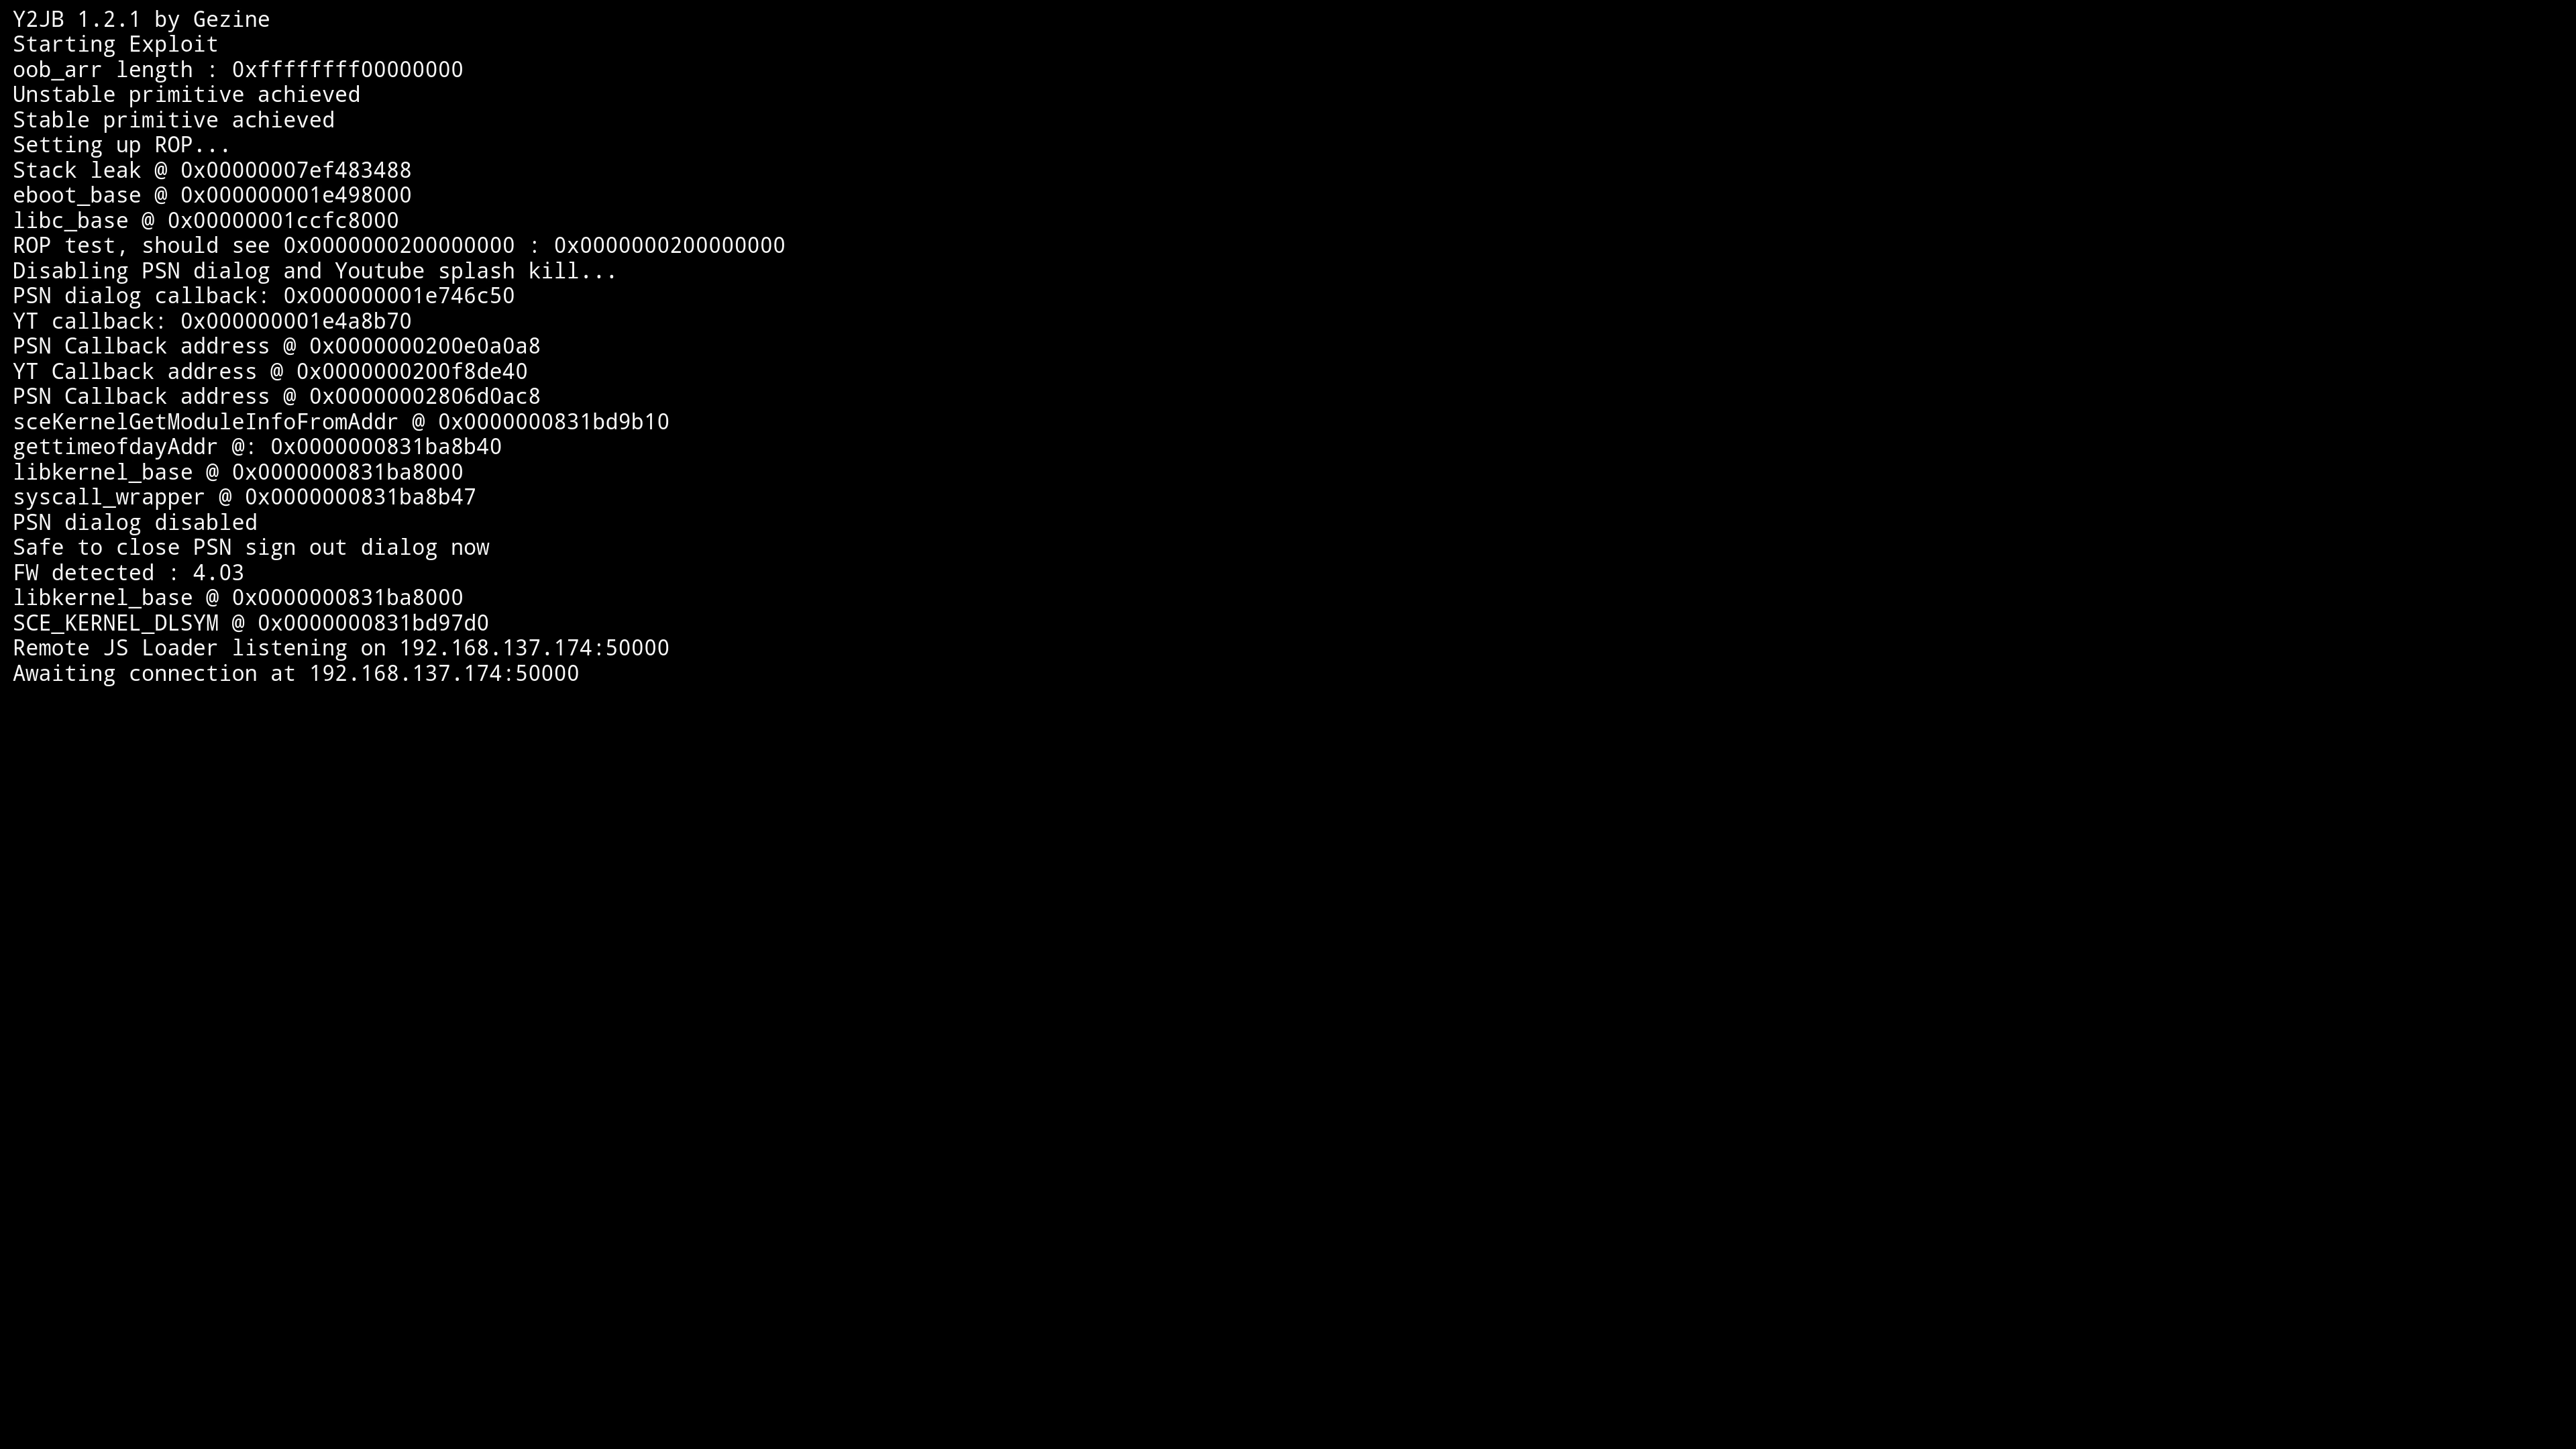 Y2JB 1.2.1 by Gezine
Starting Exploit
oob_arr length : 0xffffffff00000000
Unstable primitive achieved
Stable primitive achieved
Setting up ROP...
Stack leak @ 0x00000007ef483488
eboot_base @ 0x000000001e498000
libc_base @ 0x00000001ccfc8000
ROP test, should see 0x0000000200000000 : 0x0000000200000000
Disabling PSN dialog and Youtube splash kill...
PSN dialog callback: 0x000000001e746c50
YT callback: 0x000000001e4a8b70
PSN Callback address @ 0x0000000200e0a0a8
YT Callback address @ 0x0000000200f8de40
PSN Callback address @ 0x00000002806d0ac8
sceKernelGetModuleInfoFromAddr @ 0x0000000831bd9b10
gettimeofdayAddr @: 0x0000000831ba8b40
libkernel_base @ 0x0000000831ba8000
syscall_wrapper @ 0x0000000831ba8b47
PSN dialog disabled
Safe to close PSN sign out dialog now
FW detected : 4.03
libkernel_base @ 0x0000000831ba8000
SCE_KERNEL_DLSYM @ 0x0000000831bd97d0
Remote JS Loader listening on 192.168.137.174:50000
Awaiting connection at 192.168.137.174:50000